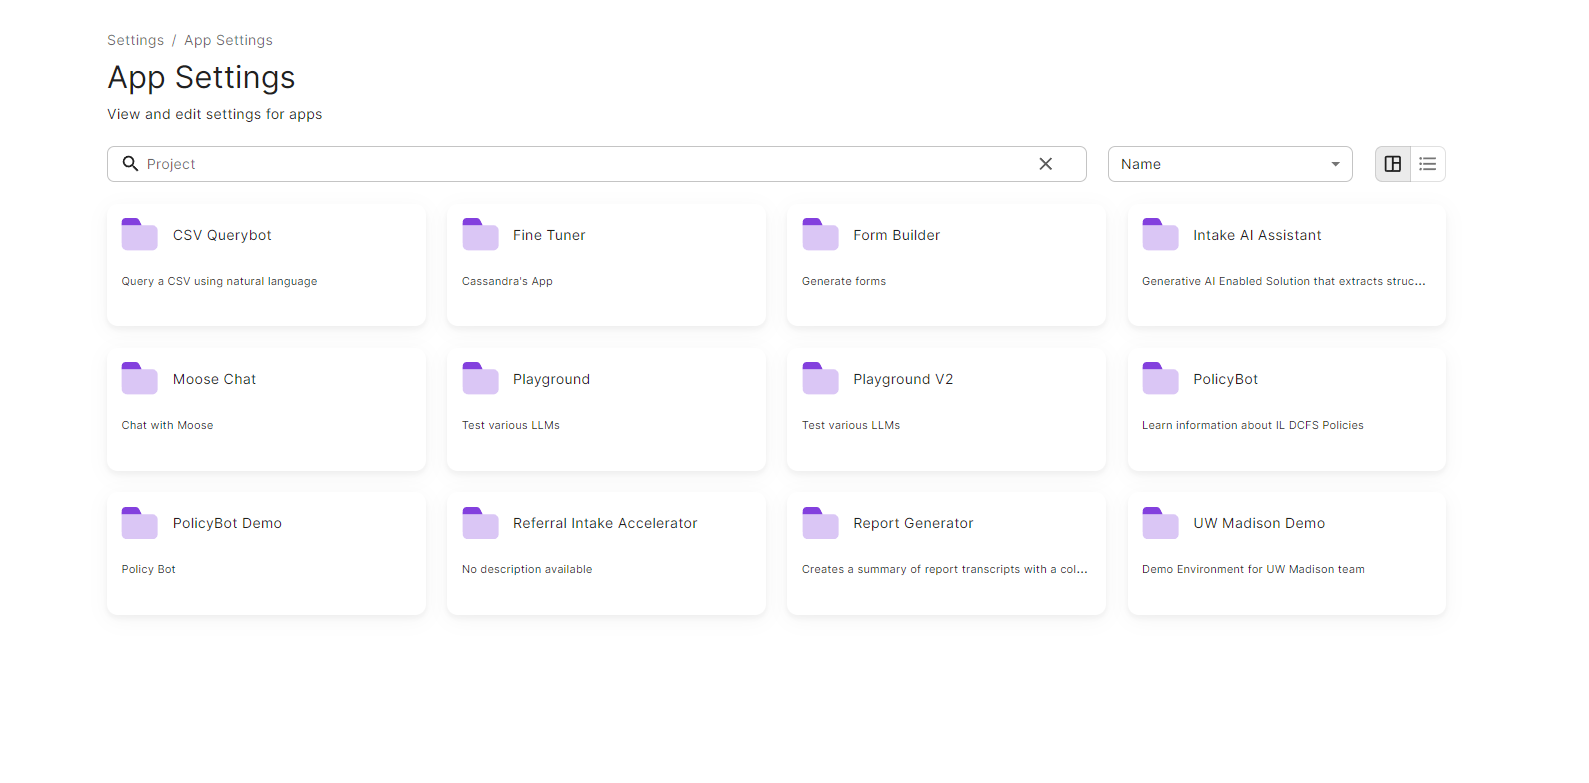 Settings / App Settings
App Settings
View and edit settings for apps
Project
Name
CSV Querybot
Fine Tuner
Form Builder
Intake AI Assistant
Query a CSV using natural language
Cassandra's App
Generate forms
Generative AI Enabled Solution that extracts struc...
Moose Chat
Playground
Playground V2
PolicyBot
Chat with Moose
Test various LLMs
Test various LLMs
Learn information about IL DCFS Policies
PolicyBot Demo
Referral Intake Accelerator
Report Generator
UW Madison Demo
Policy Bot
No description available
Creates a summary of report transcripts with a col...
Demo Environment for UW Madison team